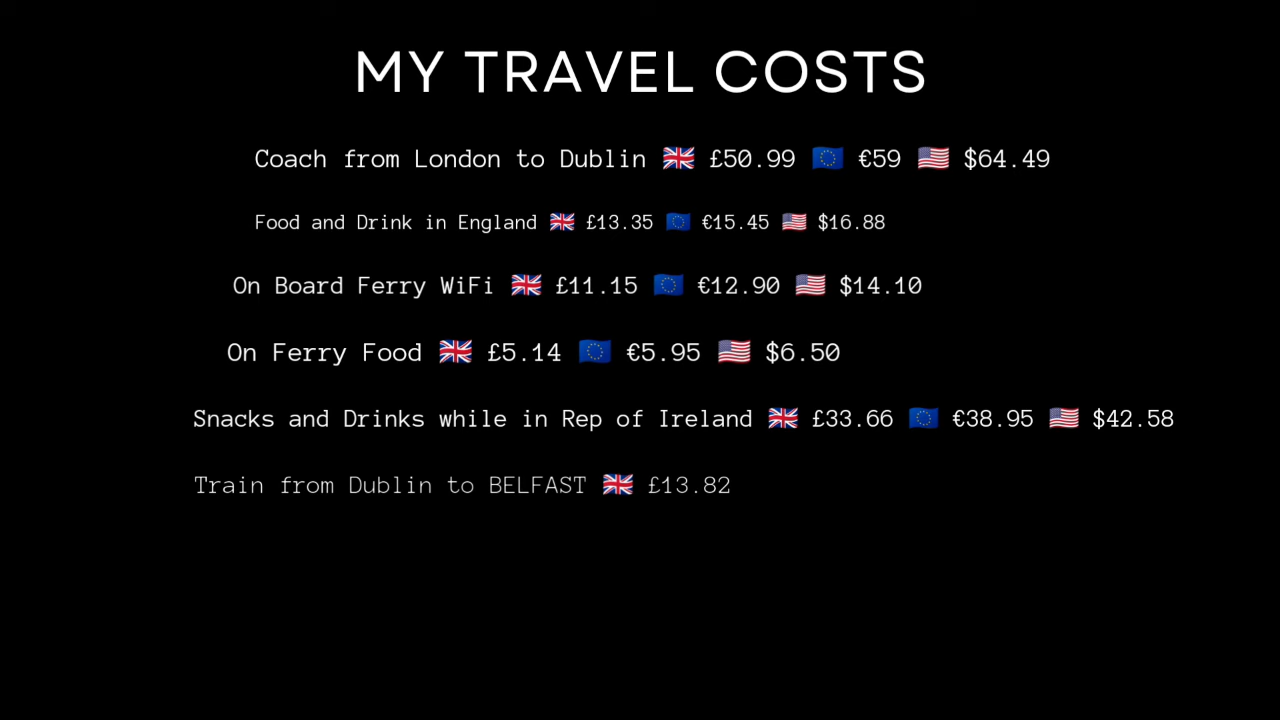 MY TRAVEL COSTS
Coach from London to Dublin 🇬🇧 £50.99 🇪🇺 €59 🇺🇸 $64.49
Food and Drink in England 🇬🇧 £13.35 🇪🇺 €15.45 🇺🇸 $16.88
On Board Ferry WiFi 🇬🇧 £11.15 🇪🇺 €12.90 🇺🇸 $14.10
On Ferry Food 🇬🇧 £5.14 🇪🇺 €5.95 🇺🇸 $6.50
Snacks and Drinks while in Rep of Ireland 🇬🇧 £33.66 🇪🇺 €38.95 🇺🇸 $42.58
Train from Dublin to BELFAST 🇬🇧 £13.82